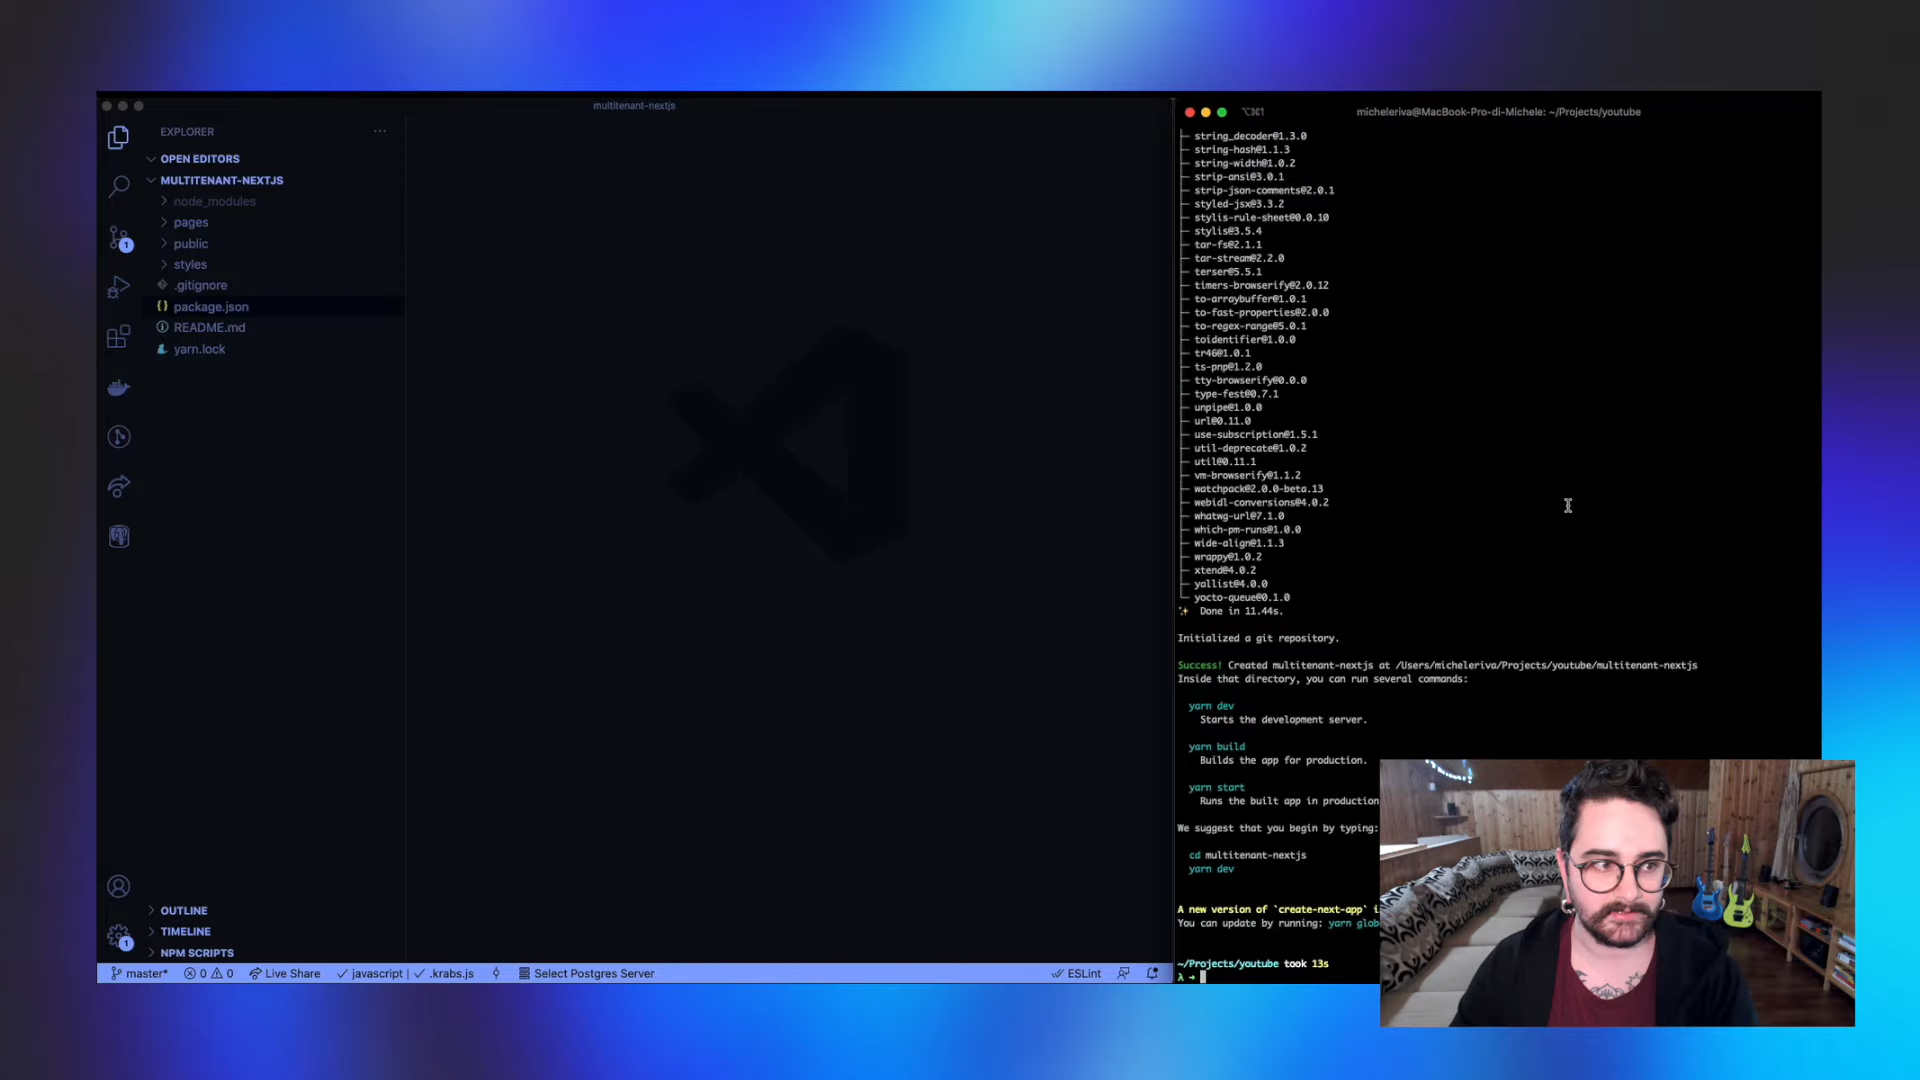 multitenant-nextjs
EXPLORER
OPEN EDITORS
MULTITENANT-NEXTJS
node_modules
pages
public
styles
.gitignore
package.json
README.md
yarn.lock
OUTLINE
TIMELINE
NPM SCRIPTS
1
1
master* 0 0 Live Share javascript | .krabs.js Select Postgres Server ESLint
⌥⌘1 micheleriva@MacBook-Pro-di-Michele: ~/Projects/youtube
├─ string_decoder@1.3.0
├─ string-hash@1.1.3
├─ string-width@1.0.2
├─ strip-ansi@3.0.1
├─ strip-json-comments@2.0.1
├─ styled-jsx@3.3.2
├─ stylis-rule-sheet@0.0.10
├─ stylis@3.5.4
├─ tar-fs@2.1.1
├─ tar-stream@2.2.0
├─ terser@5.5.1
├─ timers-browserify@2.0.12
├─ to-arraybuffer@1.0.1
├─ to-fast-properties@2.0.0
├─ to-regex-range@5.0.1
├─ toidentifier@1.0.0
├─ tr46@1.0.1
├─ ts-pnp@1.2.0
├─ tty-browserify@0.0.0
├─ type-fest@0.7.1
├─ unpipe@1.0.0
├─ url@0.11.0
├─ use-subscription@1.5.1
├─ util-deprecate@1.0.2
├─ util@0.11.1
├─ vm-browserify@1.1.2
├─ watchpack@2.0.0-beta.13
├─ webidl-conversions@4.0.2
├─ whatwg-url@7.1.0
├─ which-pm-runs@1.0.0
├─ wide-align@1.1.3
├─ wrappy@1.0.2
├─ xtend@4.0.2
├─ yallist@4.0.0
└─ yocto-queue@0.1.0
✨ Done in 11.44s.
Initialized a git repository.
Success! Created multitenant-nextjs at /Users/micheleriva/Projects/youtube/multitenant-nextjs
Inside that directory, you can run several commands:
yarn dev
Starts the development server.
yarn build
Builds the app for production.
yarn start
Runs the built app in production
We suggest that you begin by typing:
cd multitenant-nextjs
yarn dev
A new version of `create-next-app` i
You can update by running: yarn glob
~/Projects/youtube took 13s
λ →